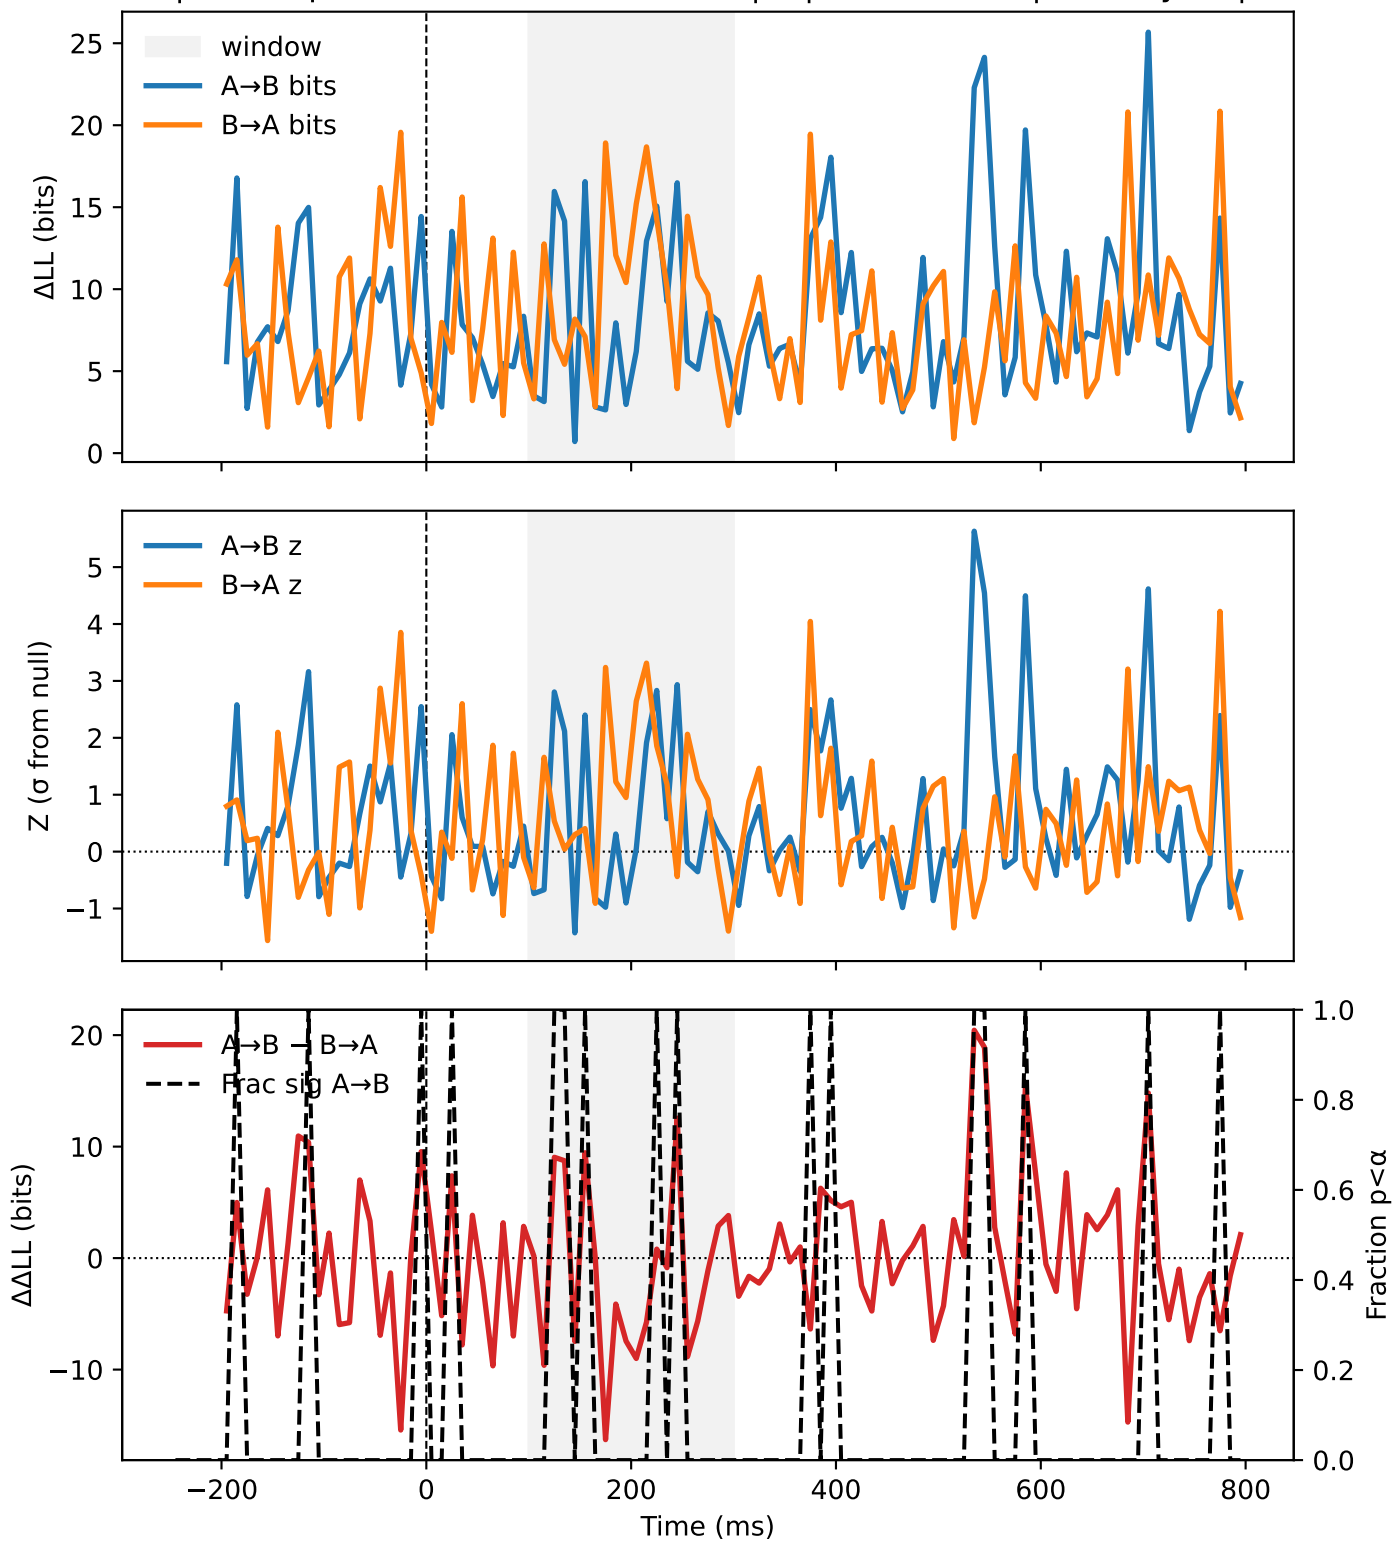 window
A→B bits
B→A bits
ΔLL (bits)
25
20
15
10
5
0
A→B z
B→A z
Z (σ from null)
5
4
3
2
1
0
−1
A→B − B→A
Frac sig A→B
ΔΔLL (bits)
20
10
0
−10
1.0
0.8
0.6
0.4
0.2
0.0
Fraction p<α
−200
0
200
400
600
800
Time (ms)